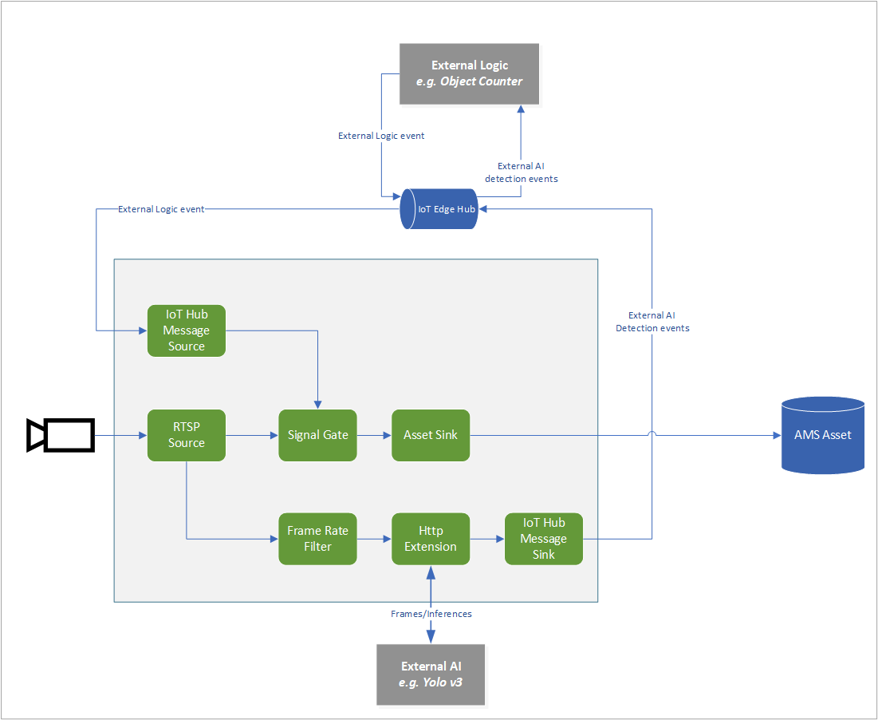 External Logic
e.g. Object Counter
External Logic event
External AI
detection events
IoT Edge Hub
External Logic event
IoT Hub
Message
Source
External AI
Detection events
RTSP
Source
Signal Gate
Asset Sink
AMS Asset
Frame Rate
Filter
Http
Extension
IoT Hub
Message
Sink
Frames/Inferences
External AI
e.g. Yolo v3